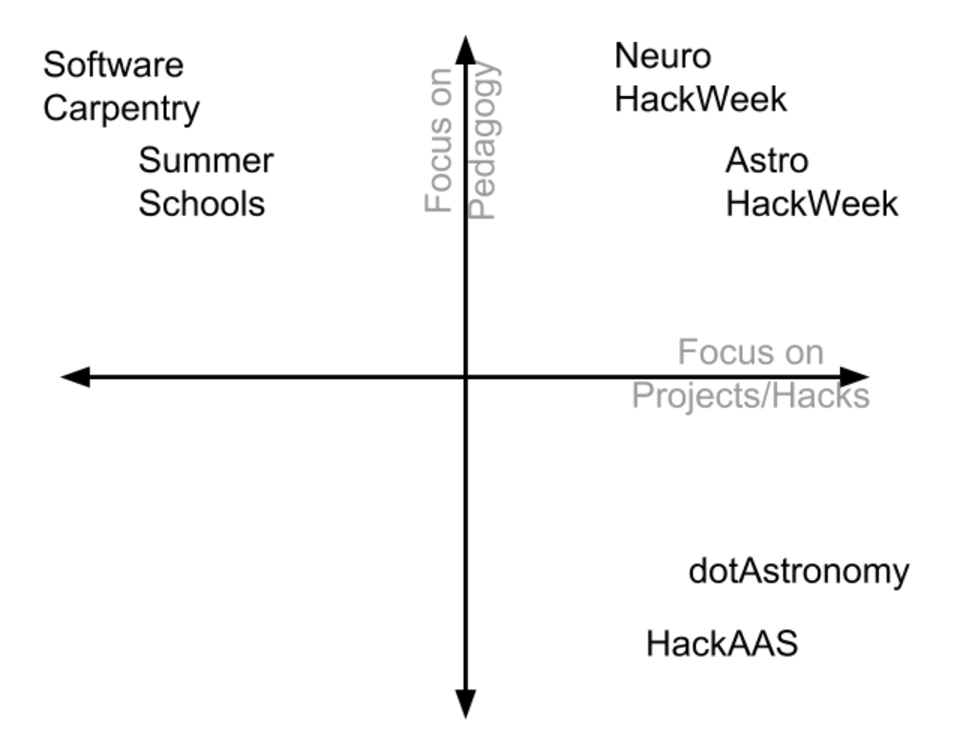 Software
Carpentry
Summer
Schools
Focus on
Pedagogy
Neuro
HackWeek
Astro
HackWeek
Focus on
Projects/Hacks
dotAstronomy
HackAAS